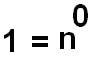 1 = n⁰